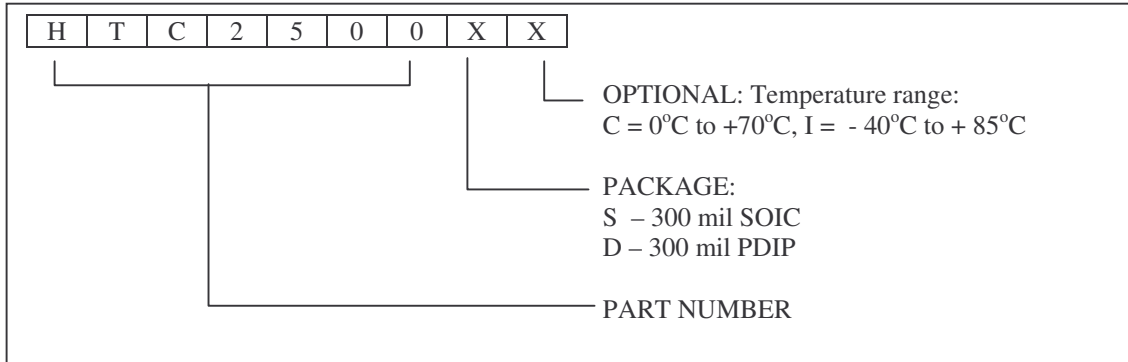 H T C 2 5 0 0 X X
OPTIONAL: Temperature range:
C = 0°C to +70°C, I = - 40°C to + 85°C
PACKAGE:
S – 300 mil SOIC
D – 300 mil PDIP
PART NUMBER